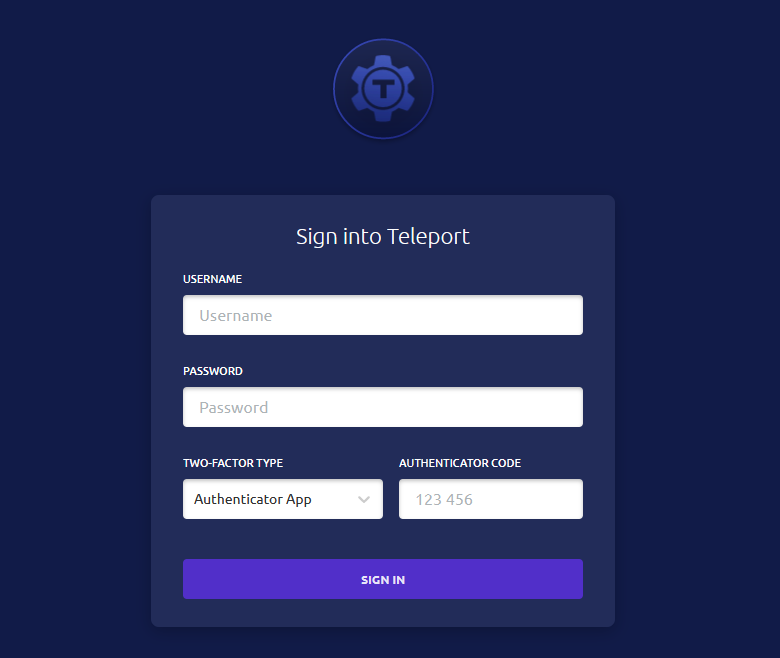 T
Sign into Teleport
USERNAME
Username
PASSWORD
Password
TWO-FACTOR TYPE
AUTHENTICATOR CODE
Authenticator App
123 456
SIGN IN